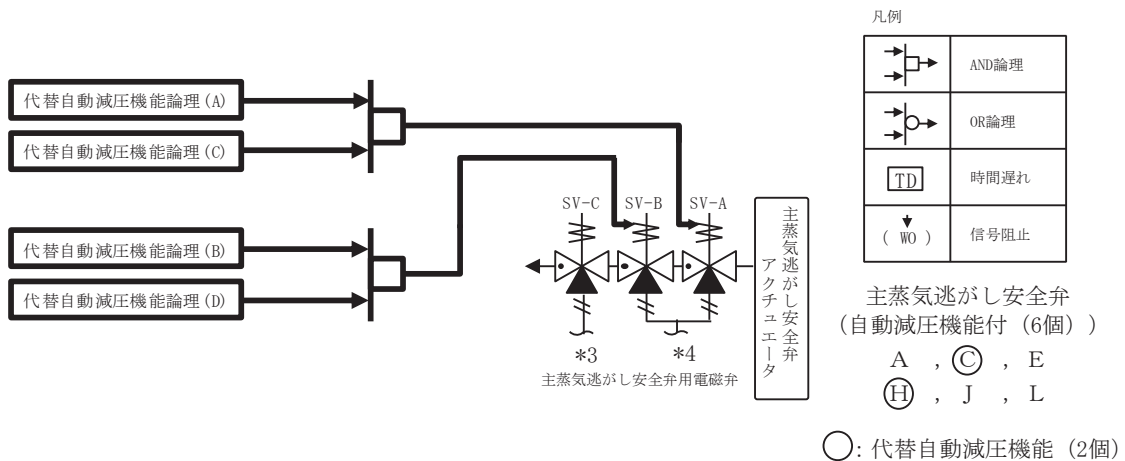 凡例
AND論理
OR論理
TD
時間遅れ
( WO )
信号阻止
代替自動減圧機能論理(A)
代替自動減圧機能論理(C)
代替自動減圧機能論理(B)
代替自動減圧機能論理(D)
SV-C
SV-B
SV-A
主蒸気逃がし安全弁
アクチュエータ
*3
*4
主蒸気逃がし安全弁用電磁弁
主蒸気逃がし安全弁
(自動減圧機能付 (6個))
A , Ⓒ , E
Ⓗ , J , L
○: 代替自動減圧機能 (2個)